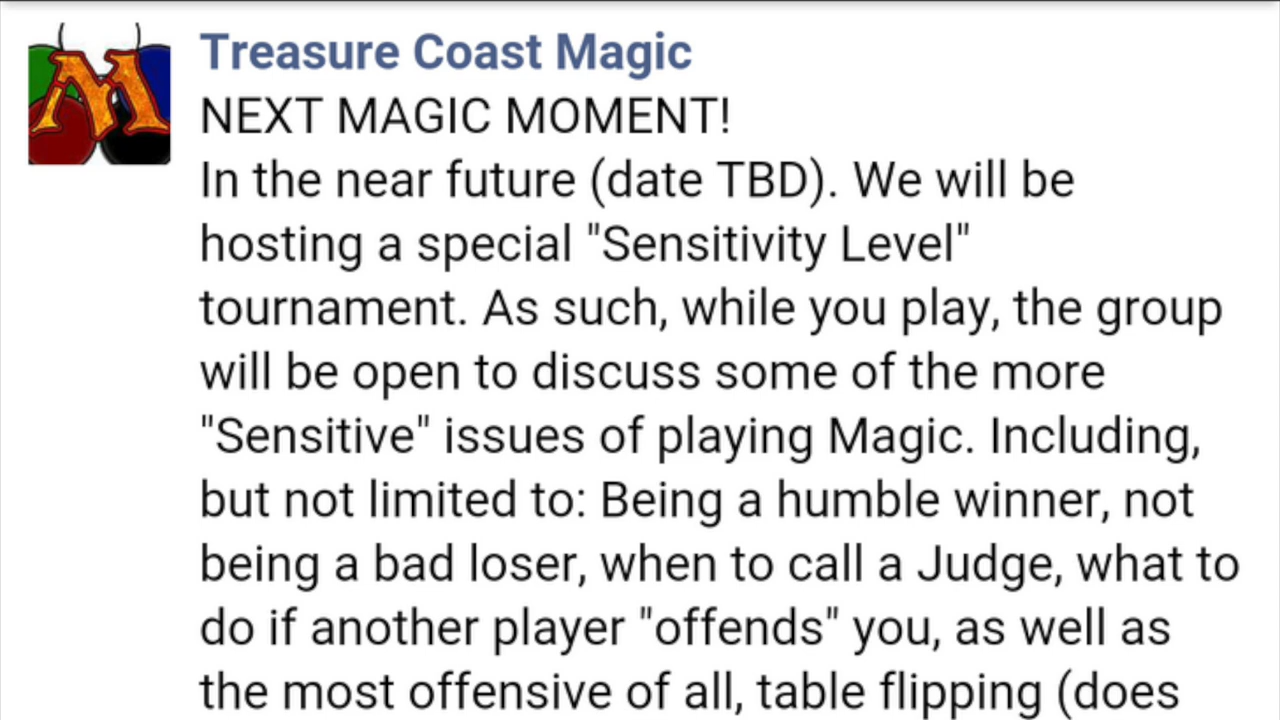 Treasure Coast Magic
NEXT MAGIC MOMENT!
In the near future (date TBD). We will be
hosting a special "Sensitivity Level"
tournament. As such, while you play, the group
will be open to discuss some of the more
"Sensitive" issues of playing Magic. Including,
but not limited to: Being a humble winner, not
being a bad loser, when to call a Judge, what to
do if another player "offends" you, as well as
the most offensive of all, table flipping (does
M